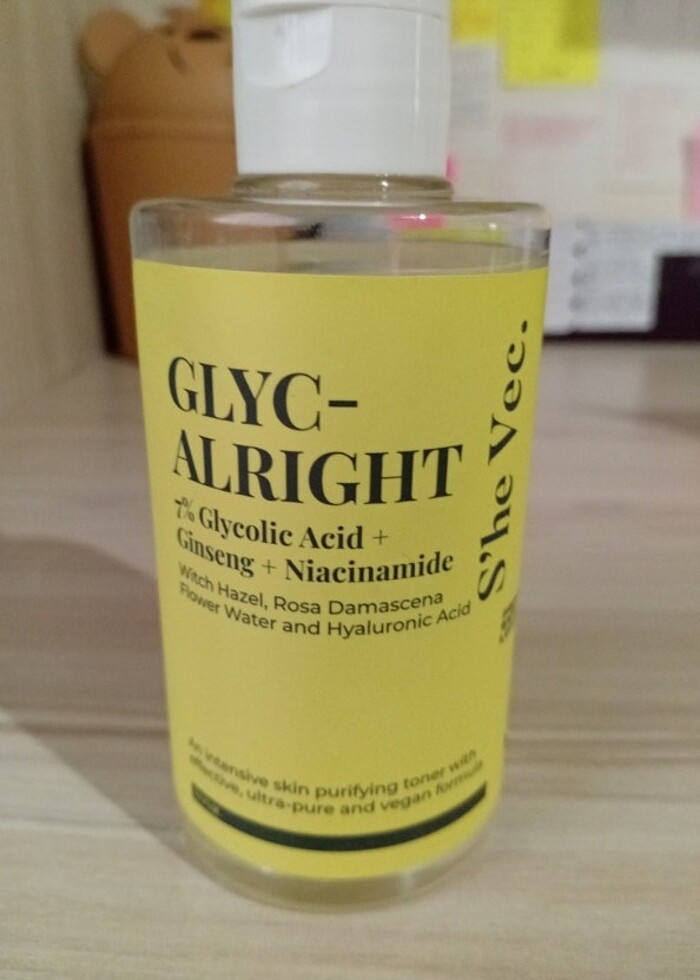 GLYC-
ALRIGHT
7% Glycolic Acid +
Ginseng + Niacinamide
Witch Hazel, Rosa Damascena
Flower Water and Hyaluronic Acid
An intensive skin purifying toner with
effective, ultra-pure and vegan formula
S'he Vec.